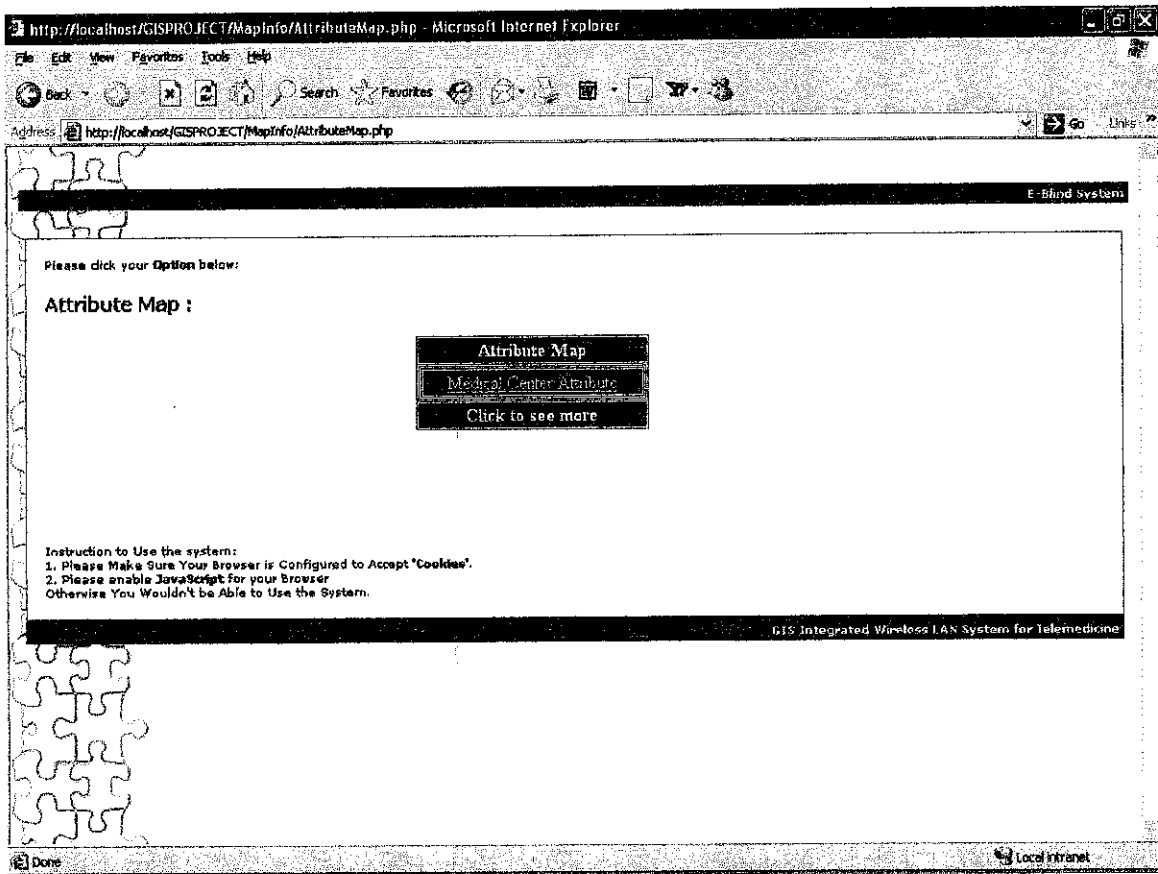 http://localhost/GISPROJECT/MapInfo/AttributeMap.php - Microsoft Internet Explorer
File Edit View Favorites Tools Help
Back Search Favorites
Address http://localhost/GISPROJECT/MapInfo/AttributeMap.php Go Links
E-Blind System
Please click your Option below:
Attribute Map :
Attribute Map
Medical Center Attribute
Click to see more
Instruction to Use the system:
1. Please Make Sure Your Browser is Configured to Accept "Cookies".
2. Please enable JavaScript for your Browser
Otherwise You Wouldn't be Able to Use the System.
GIS Integrated Wireless LAN System for Telemedicine
Done Local intranet